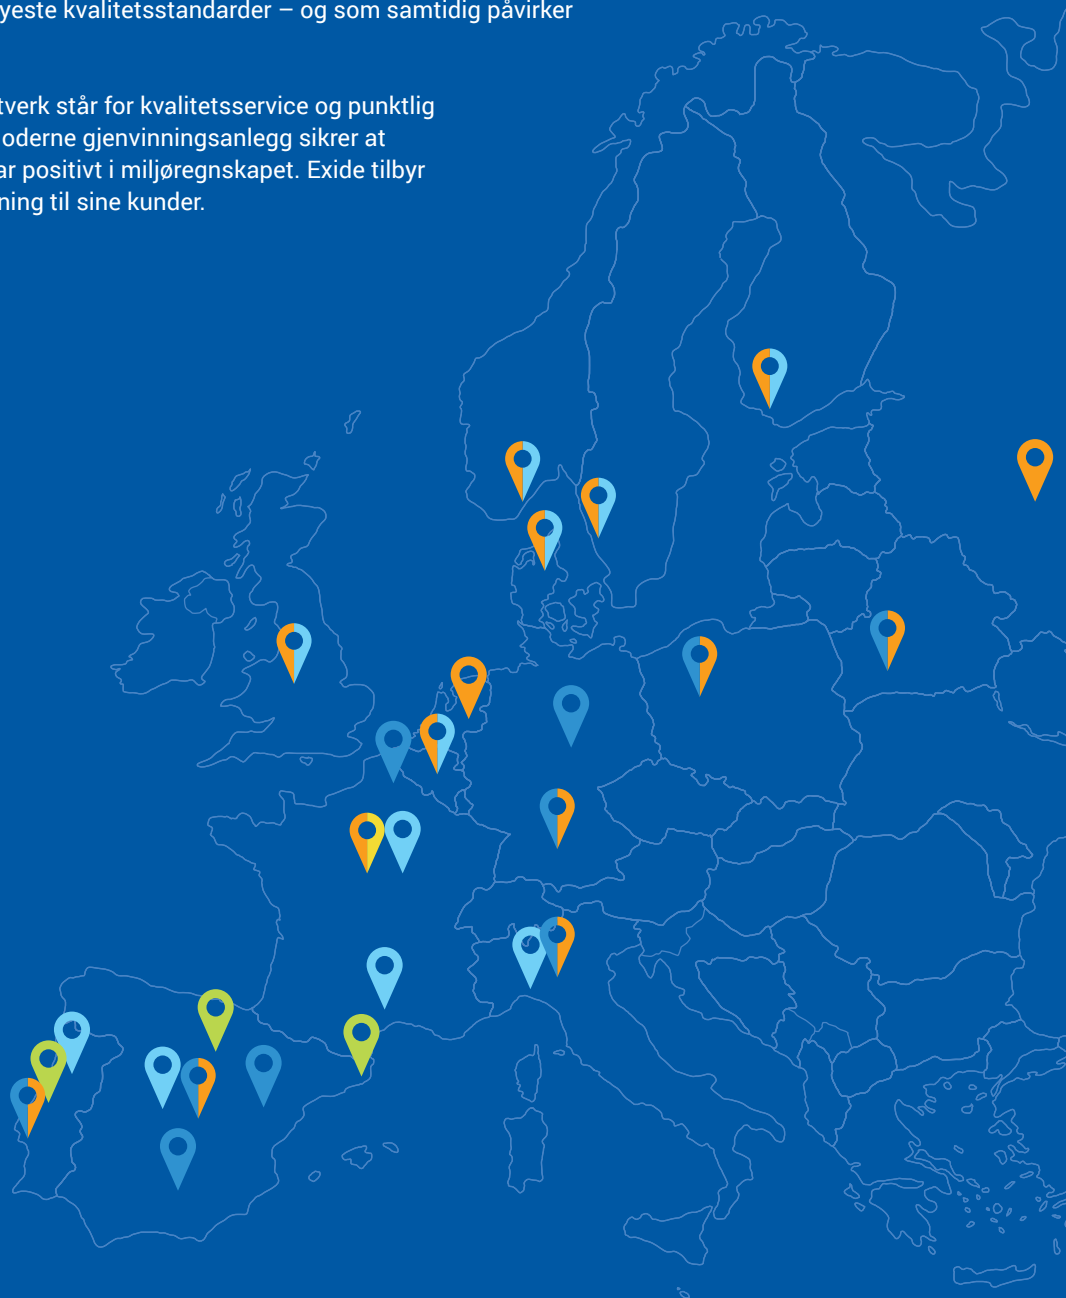 yeste kvalitetsstandarder – og som samtidig påvirker
tverk står for kvalitetsservice og punktlig
oderne gjenvinningsanlegg sikrer at
ar positivt i miljøregnskapet. Exide tilbyr
ning til sine kunder.